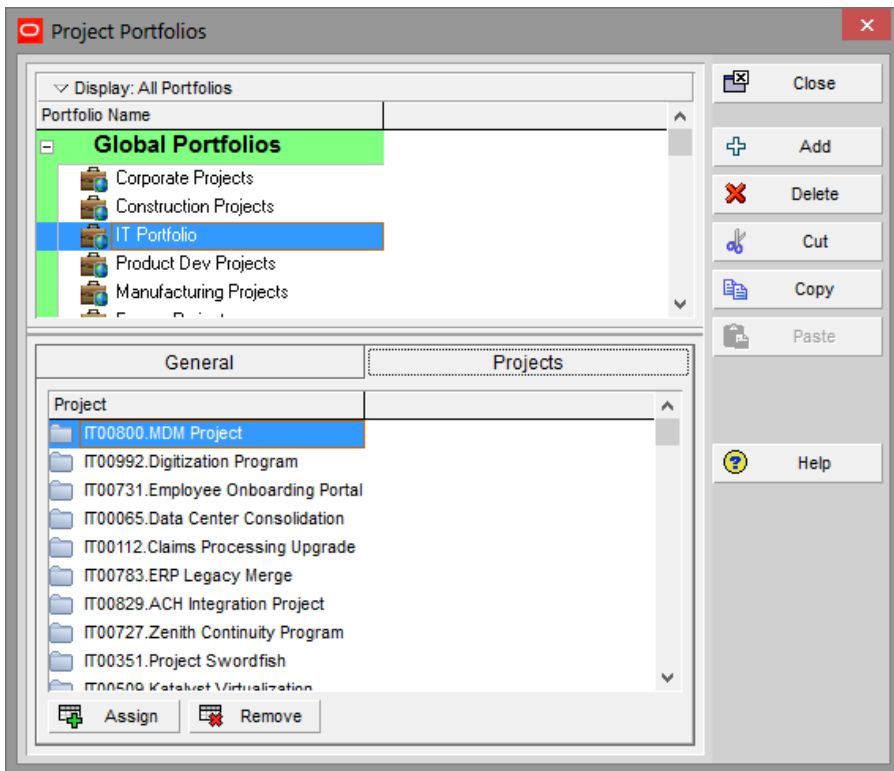 Project Portfolios
Display: All Portfolios
Portfolio Name
Global Portfolios
Corporate Projects
Construction Projects
IT Portfolio
Product Dev Projects
Manufacturing Projects
Close
Add
Delete
Cut
Copy
Paste
Help
General
Projects
Project
IT00800.MDM Project
IT00992.Digitization Program
IT00731.Employee Onboarding Portal
IT00065.Data Center Consolidation
IT00112.Claims Processing Upgrade
IT00783.ERP Legacy Merge
IT00829.ACH Integration Project
IT00727.Zenith Continuity Program
IT00351.Project Swordfish
IT00509.Katalyst Virtualization
Assign
Remove